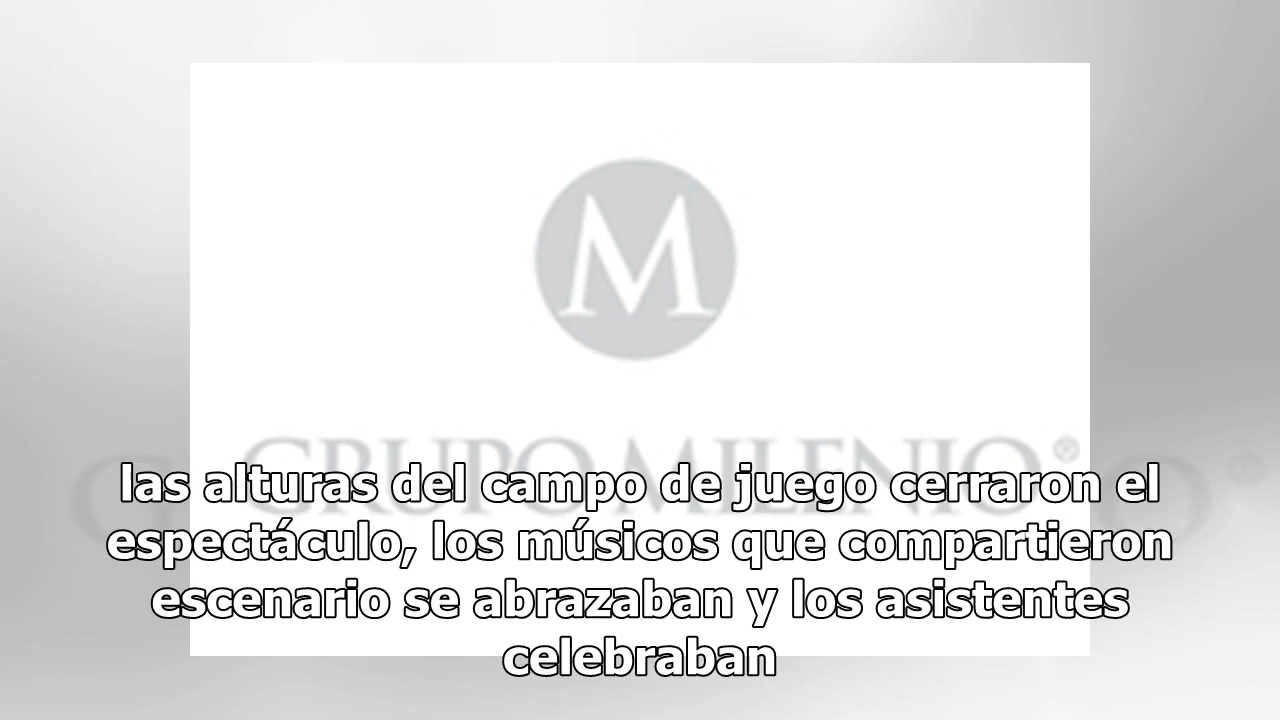 M
GRUPO MILENIO®
las alturas del campo de juego cerraron el
espectáculo, los músicos que compartieron
escenario se abrazaban y los asistentes
celebraban